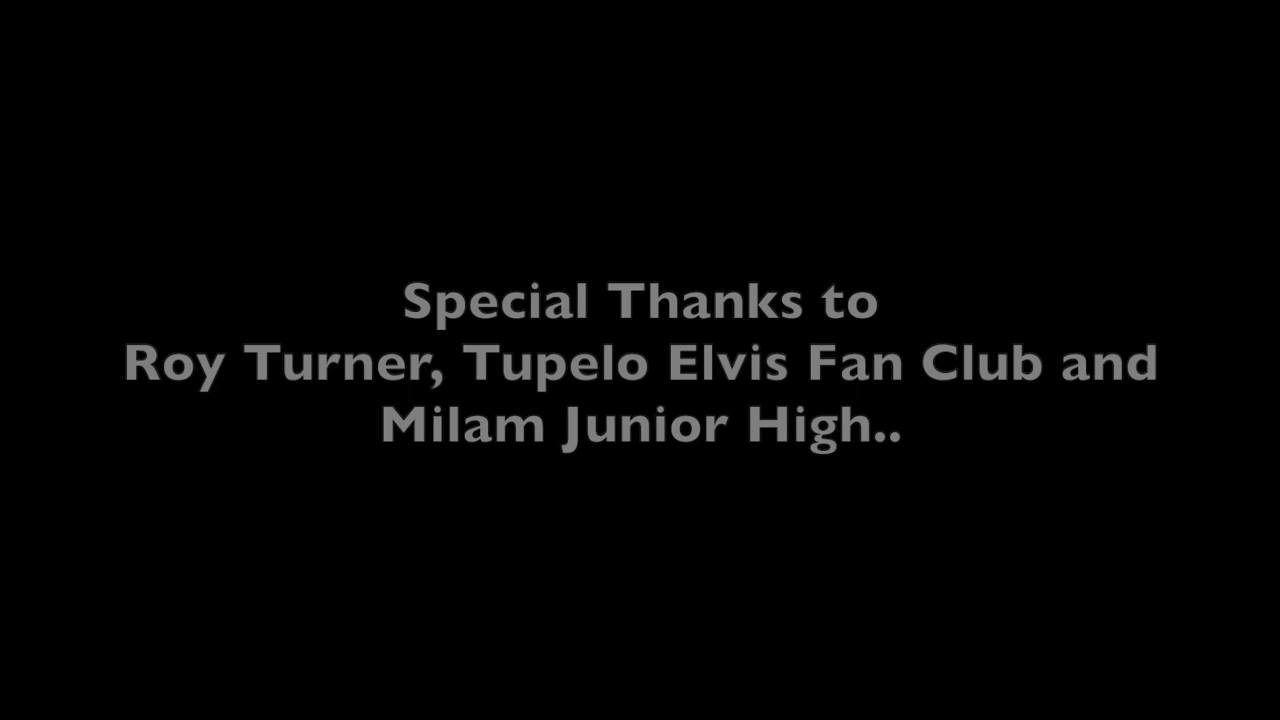 Special Thanks to
Roy Turner, Tupelo Elvis Fan Club and
Milam Junior High..